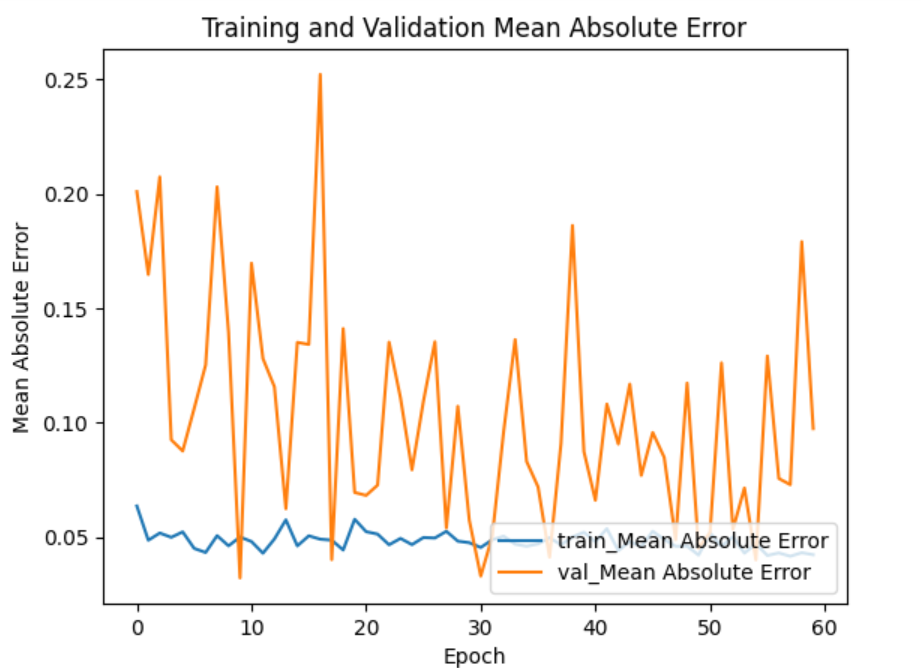 Training and Validation Mean Absolute Error
Mean Absolute Error
0.25
0.20
0.15
0.10
0.05
train_Mean Absolute Error
val_Mean Absolute Error
0 10 20 30 40 50 60
Epoch